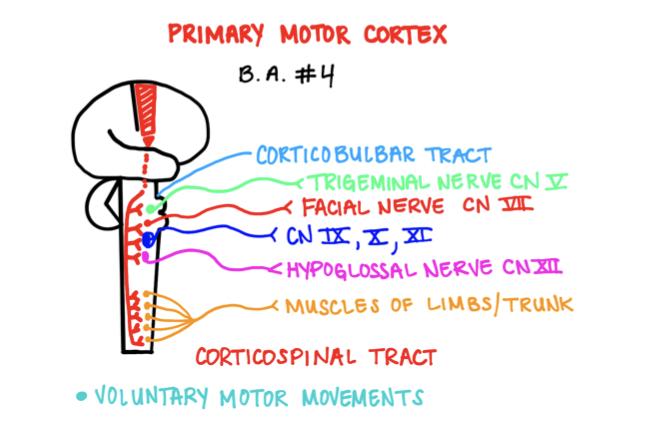 PRIMARY MOTOR CORTEX
B.A. #4
CORTICOBULBAR TRACT
TRIGEMINAL NERVE CN V
FACIAL NERVE CN VII
CN IX, X, XI
HYPOGLOSSAL NERVE CN XII
MUSCLES OF LIMBS/TRUNK
CORTICOSPINAL TRACT
• VOLUNTARY MOTOR MOVEMENTS